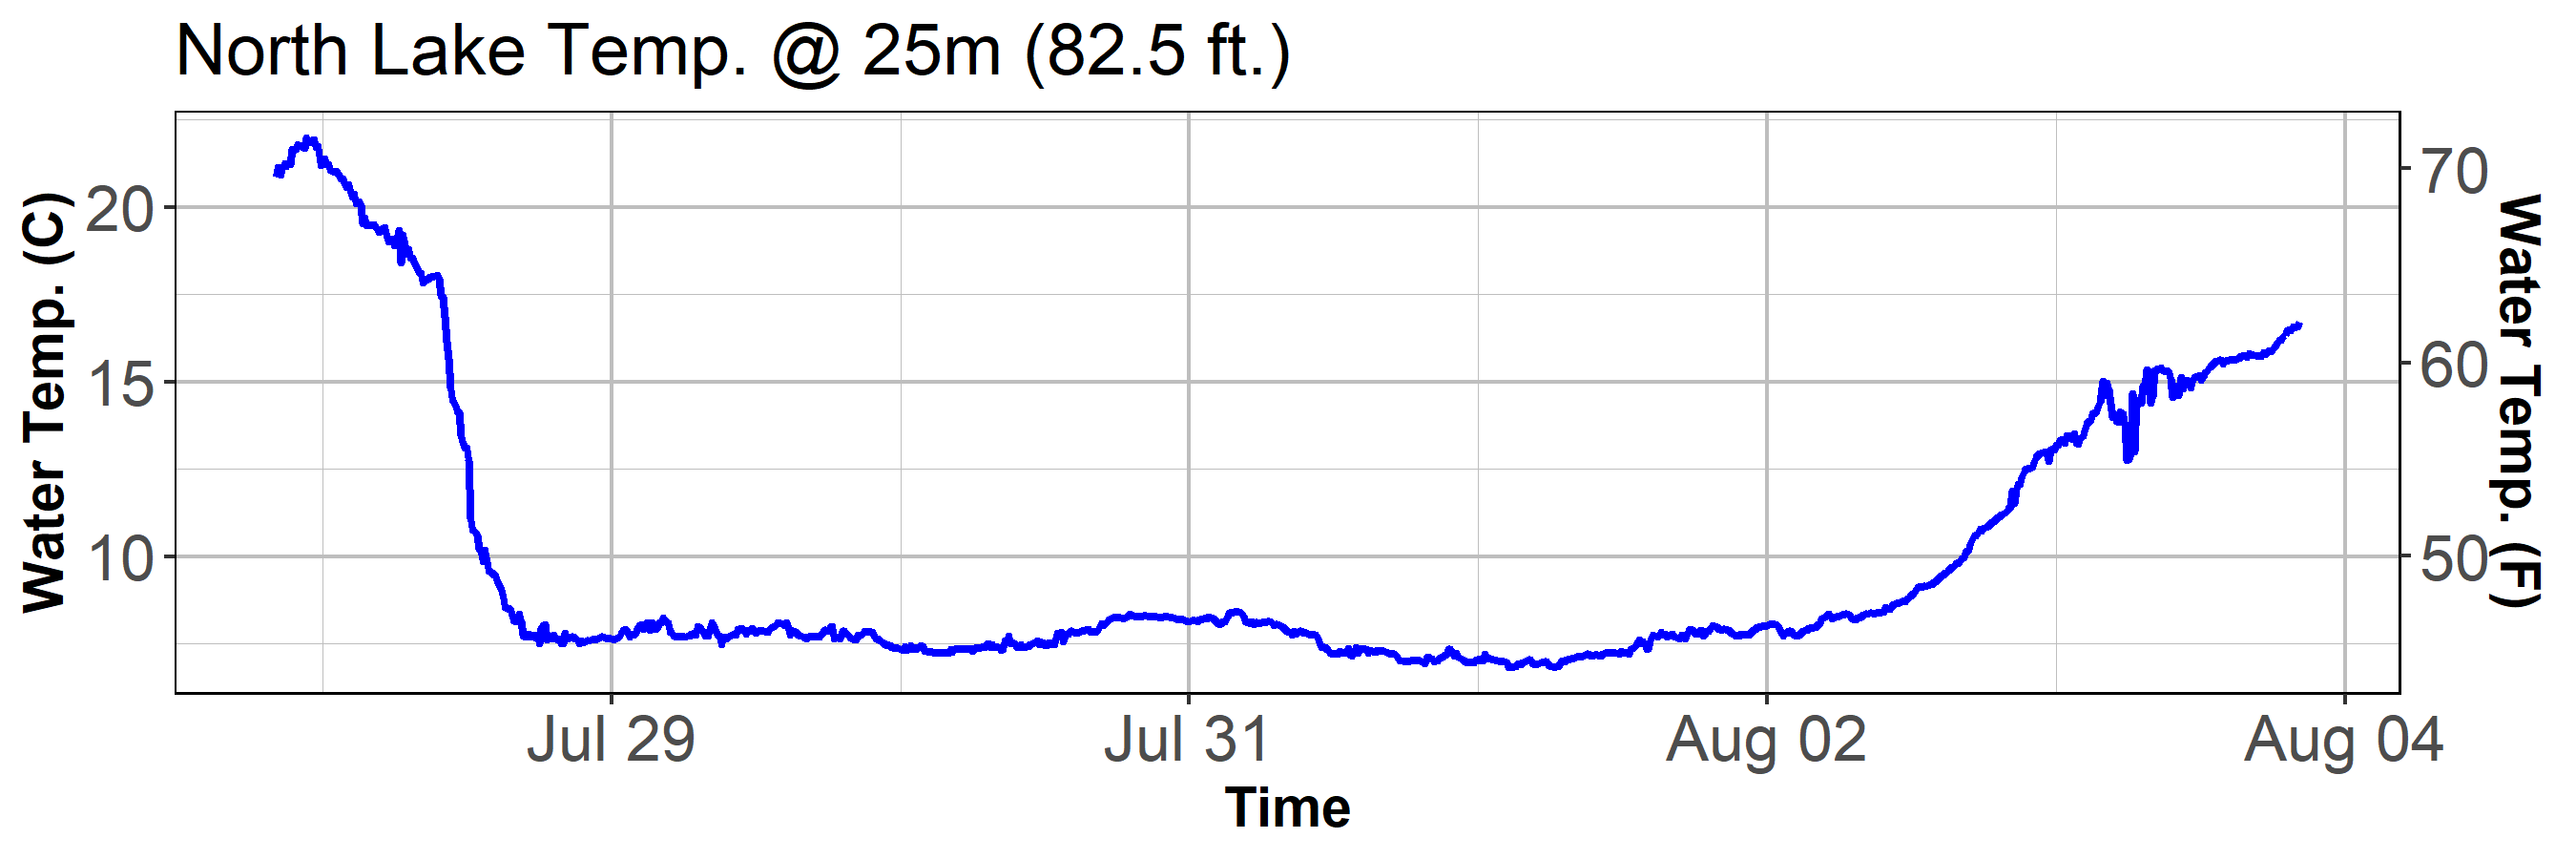 North Lake Temp. @ 25m (82.5 ft.)
Water Temp. (C)
20
15
10
70
60
50
Water Temp. (F)
Jul 29
Jul 31
Aug 02
Aug 04
Time